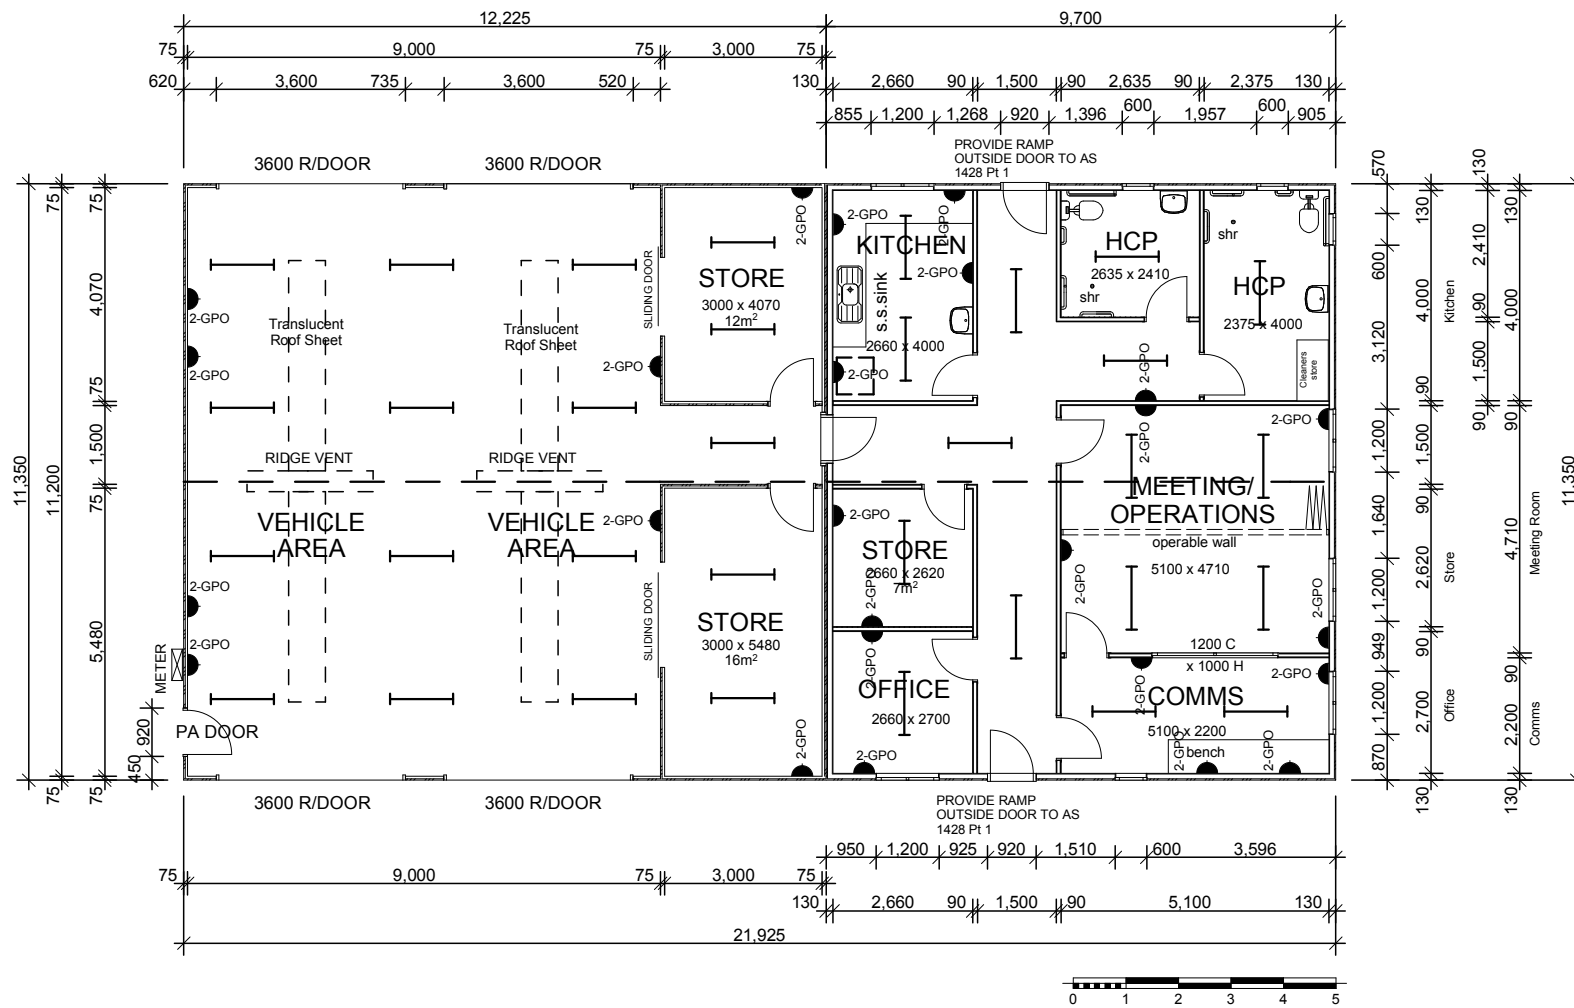 12,225
9,700
75
9,000
75
3,000
75
620
3,600
735
3,600
520
130
2,660
90
1,500
90
2,635
90
2,375
130
855
1,200
1,268
920
1,396
600
1,957
600
905
PROVIDE RAMP
OUTSIDE DOOR TO AS
1428 Pt 1
3600 R/DOOR
3600 R/DOOR
11,350
75
11,200
75
75
4,070
75
1,500
75
5,480
75
920
450
METER
PA DOOR
2-GPO
2-GPO
2-GPO
2-GPO
Translucent
Roof Sheet
Translucent
Roof Sheet
RIDGE VENT
RIDGE VENT
VEHICLE
AREA
VEHICLE
AREA
SLIDING DOOR
2-GPO
2-GPO
SLIDING DOOR
2-GPO
STORE
3000 x 4070
12m²
STORE
3000 x 5480
16m²
2-GPO
2-GPO
2-GPO
KITCHEN
2-GPO
s.s.sink
2660 x 4000
2-GPO
HCP
2635 x 2410
shr
shr
HCP
2375 x 4000
Cleaners
store
2-GPO
2-GPO
2-GPO
MEETING/
OPERATIONS
operable wall
5100 x 4710
2-GPO
2-GPO
2-GPO
STORE
2660 x 2620
7m²
2-GPO
2-GPO
OFFICE
2660 x 2700
2-GPO
1200 C
x 1000 H
2-GPO
2-GPO
COMMS
5100 x 2200
bench
2-GPO
2-GPO
570
600
3,120
1,200
1,640
1,200
949
1,200
870
130
4,000
90
1,500
90
2,620
90
2,700
130
Kitchen
Store
Office
130
2,410
90
1,500
90
130
4,000
90
4,710
90
2,200
130
Meeting Room
Comms
11,350
3600 R/DOOR
3600 R/DOOR
PROVIDE RAMP
OUTSIDE DOOR TO AS
1428 Pt 1
950
1,200
925
920
1,510
600
3,596
75
9,000
75
3,000
75
130
2,660
90
1,500
90
5,100
130
21,925
0 1 2 3 4 5